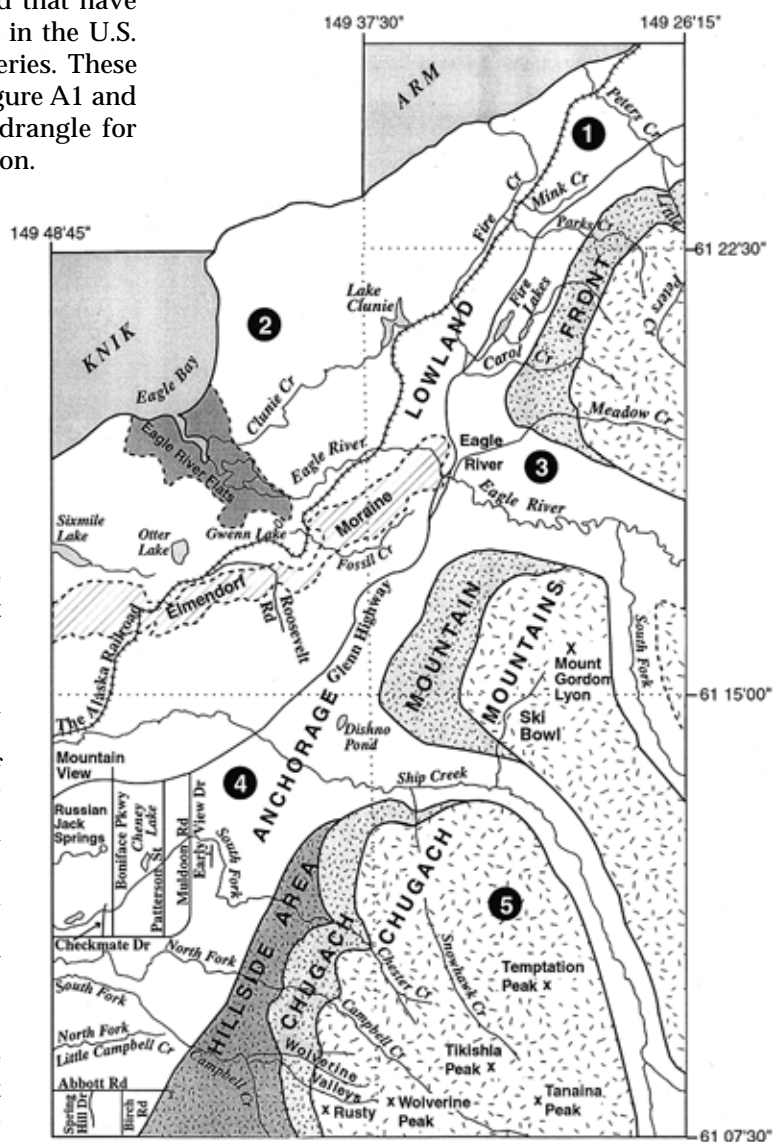 d that have
in the U.S.
eries. These
gure A1 and
drangle for
on.
149 37'30"
149 26'15"
ARM
Peters Cr
1
Mink Cr
Fire Cr
Parks Cr
Little
Peters Cr
149 48'45"
61 22'30"
2
Lake
Clunie
Fire
Lakes
FRONT
KNIK
LOWLAND
Carol Cr
Eagle Bay
Clunie Cr
Meadow Cr
Eagle River Flats
Eagle River
Eagle
River
3
Eagle River
Moraine
Sixmile
Lake
Otter
Lake
Gwenn Lake
Fossil Cr
Elmendorf
Roosevelt
Rd
Glenn Highway
MOUNTAIN
MOUNTAINS
South Fork
X
Mount
Gordon
Lyon
The Alaska Railroad
61 15'00"
Ski
Bowl
ANCHORAGE
Dishno
Pond
Mountain
View
4
Ship Creek
Russian
Jack
Springs
Boniface Pkwy
Cheney
Lake
Patterson St
Muldoon Rd
Early View Dr
South
Fork
HILLSIDE AREA
CHUGACH
CHUGACH
5
Checkmate Dr
North Fork
Chester Cr
Snowhawk Cr
Temptation
Peak x
South Fork
Campbell Cr
North Fork
Little Campbell Cr
Campbell Cr
Wolverine
Valleys
Tikishla
Peak x
Abbott Rd
Spring
Hill Dr
Birch
Rd
x Rusty
x Wolverine
Peak
x Tanaina
Peak
61 07'30"